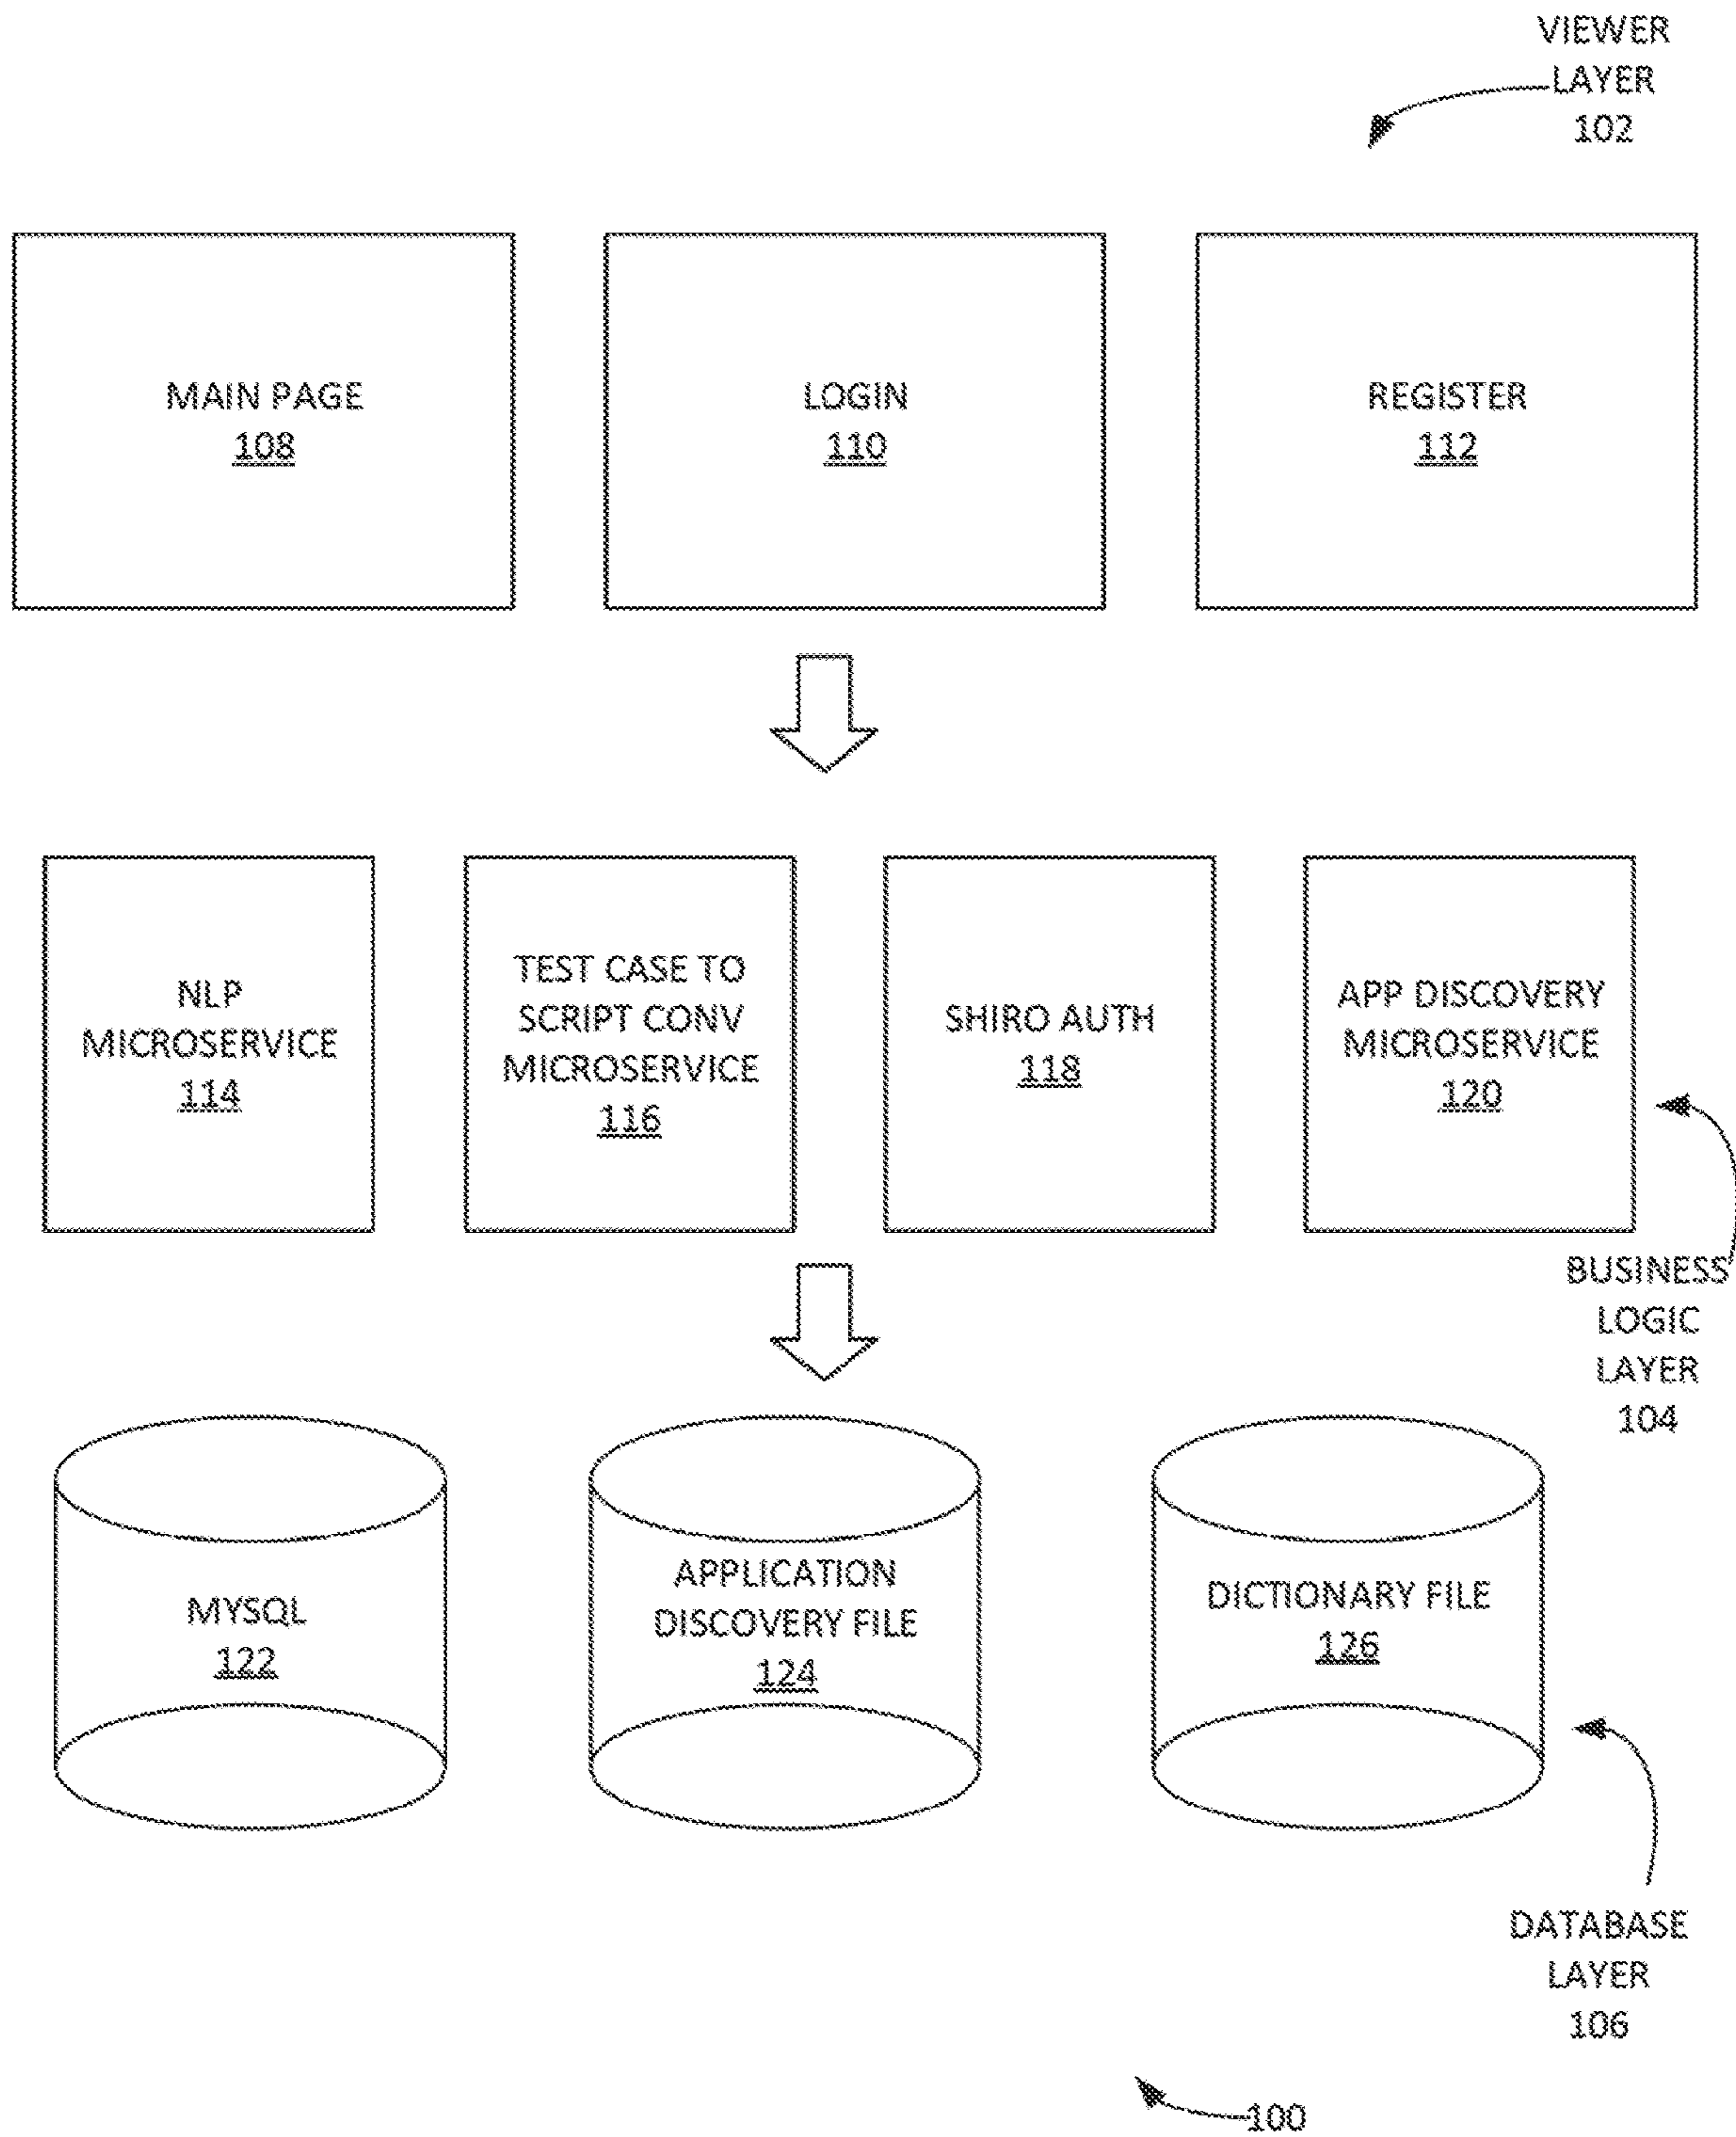 VIEWER
LAYER
102
MAIN PAGE
108
LOGIN
110
REGISTER
112
NLP
MICROSERVICE
114
TEST CASE TO
SCRIPT CONV
MICROSERVICE
116
SHIRO AUTH
118
APP DISCOVERY
MICROSERVICE
120
BUSINESS
LOGIC
LAYER
104
MYSQL
122
APPLICATION
DISCOVERY FILE
124
DICTIONARY FILE
126
DATABASE
LAYER
106
100